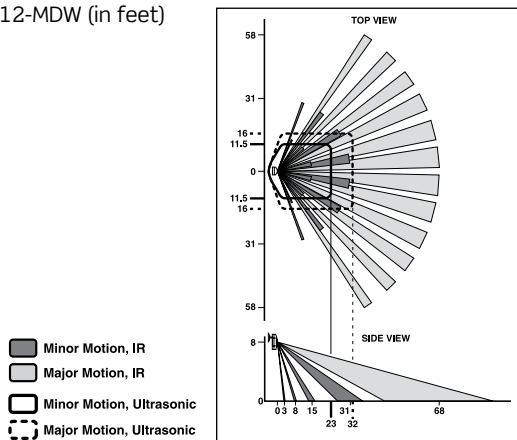 12-MDW (in feet)
TOP VIEW
58
31
16
11.5
0
11.5
16
31
58
SIDE VIEW
8
0
0 3 8 15 31 68
23 32
Minor Motion, IR
Major Motion, IR
Minor Motion, Ultrasonic
Major Motion, Ultrasonic